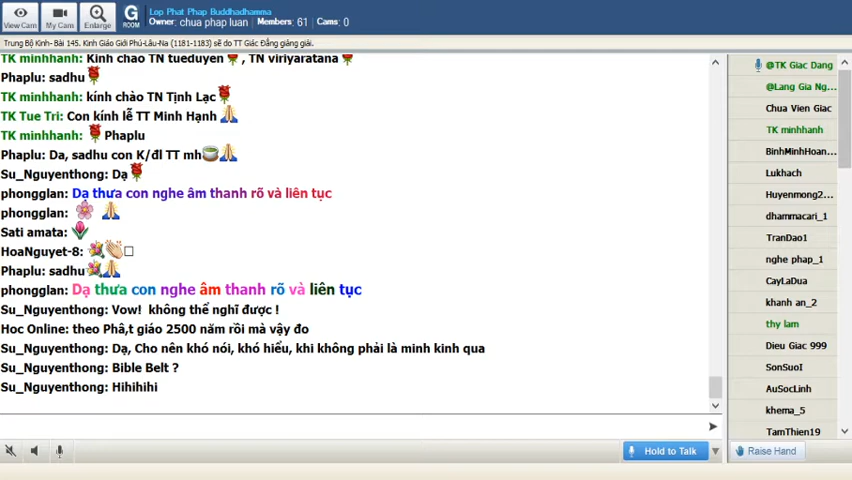 View Cam
My Cam
Enlarge
G
ROOM
Lop Phat Phap Buddhadhamma
Owner: chua phap luan Members: 61 Cams: 0
Trung Bộ Kinh- Bài 145. Kinh Giáo Giới Phú-Lâu-Na (1181-1183) sẽ do TT Giác Đẳng giảng giải.
TK minhhanh: Kính chào TN tueduyen , TN viriyaratana
Phaplu: sadhu
TK minhhanh: kính chào TN Tịnh Lạc
TK Tue Tri: Con kính lễ TT Minh Hạnh
TK minhhanh: Phaplu
Phaplu: Da, sadhu con K/đl TT mh
Su_Nguyenthong: Dạ
phongglan: Dạ thưa con nghe âm thanh rõ và liên tục
phongglan:
Sati amata:
HoaNguyet-8:
Phaplu: sadhu
phongglan: Dạ thưa con nghe âm thanh rõ và liên tục
Su_Nguyenthong: Vow! không thể nghĩ được !
Hoc Online: theo Phâ,t giáo 2500 năm rồi mà vậy đo
Su_Nguyenthong: Dạ, Cho nên khó nói, khó hiểu, khi không phải là minh kinh qua
Su_Nguyenthong: Bible Belt ?
Su_Nguyenthong: Hihihihi
Hold to Talk
@TK Giac Dang
@Lang Gia Ng...
Chua Vien Giac
TK minhhanh
BinhMinhHoan...
Lukhach
Huyenmong2...
dhammacari_1
TranDao1
nghe phap_1
CayLaDua
khanh an_2
thy lam
Dieu Giac 999
SonSuoI
AuSocLinh
khema_5
TamThien19
Raise Hand